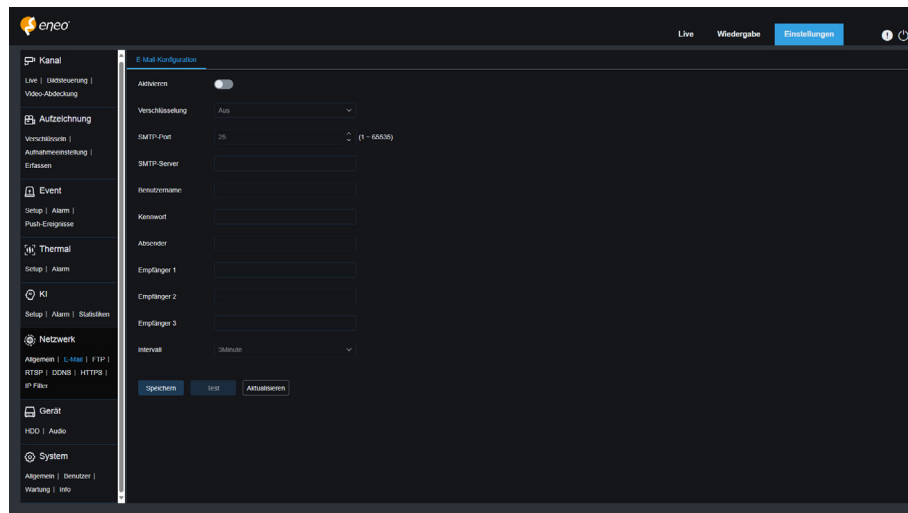 eneo
Live Wiedergabe Einstellungen
Kanal
Live | Bildsteuerung |
Video-Abdeckung
Aufzeichnung
Verschlüsseln |
Aufnahmeeinstellung |
Erfassen
Event
Setup | Alarm |
Push-Ereignisse
Thermal
Setup | Alarm
KI
Setup | Alarm | Statistiken
Netzwerk
Allgemein | E-Mail | FTP |
RTSP | DDNS | HTTPS |
IP Filter
Gerät
HDD | Audio
System
Allgemein | Benutzer |
Wartung | Info
E-Mail-Konfiguration
Aktivieren
Verschlüsselung Aus
SMTP-Port 25 (1 ~ 65535)
SMTP-Server
Benutzername
Kennwort
Absender
Empfänger 1
Empfänger 2
Empfänger 3
Intervall 3Minute
Speichern Test Aktualisieren